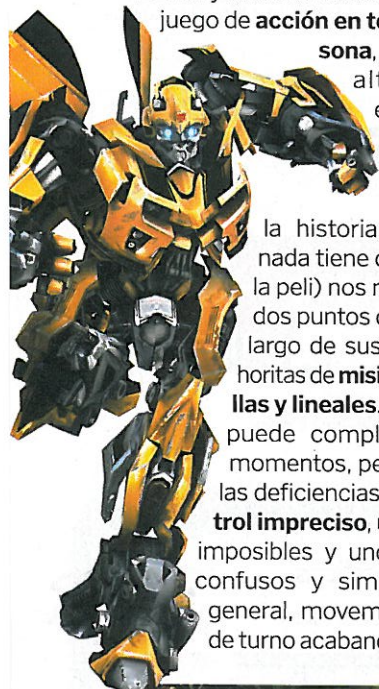 juego de acción en te
sona,
alt
e
la historia
nada tiene
la peli) nos
dos puntos
largo de sus
horitas de misi
llas y lineales.
puede compl
momentos, pe
las deficiencias
trol impreciso,
imposibles y uno
confusos y sim
general, movem
de turno acaband